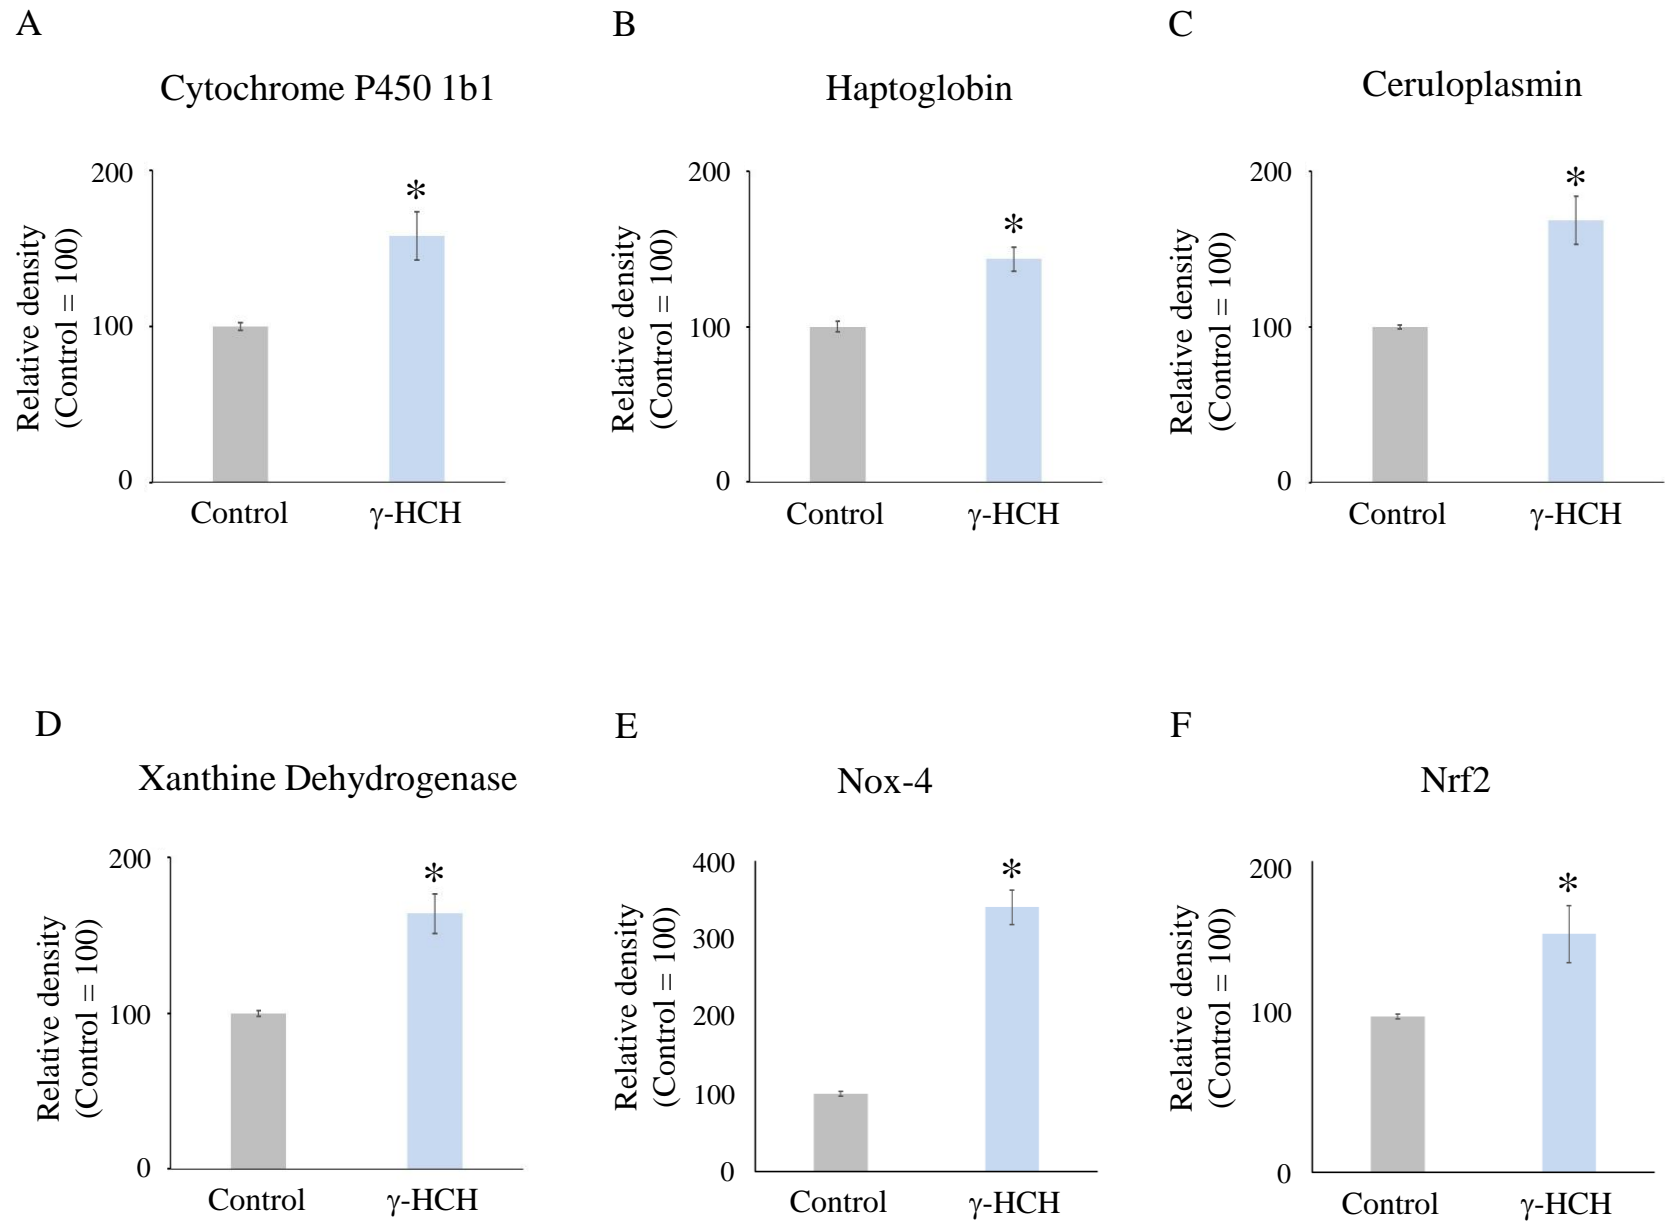 A
Cytochrome P450 1b1
200
100
0
Relative density
(Control = 100)
*
Control
γ-HCH
B
Haptoglobin
200
100
0
Relative density
(Control = 100)
*
Control
γ-HCH
C
Ceruloplasmin
200
100
0
Relative density
(Control = 100)
*
Control
γ-HCH
D
Xanthine Dehydrogenase
200
100
0
Relative density
(Control = 100)
*
Control
γ-HCH
E
Nox-4
400
300
200
100
0
Relative density
(Control = 100)
*
Control
γ-HCH
F
Nrf2
200
100
0
Relative density
(Control = 100)
*
Control
γ-HCH